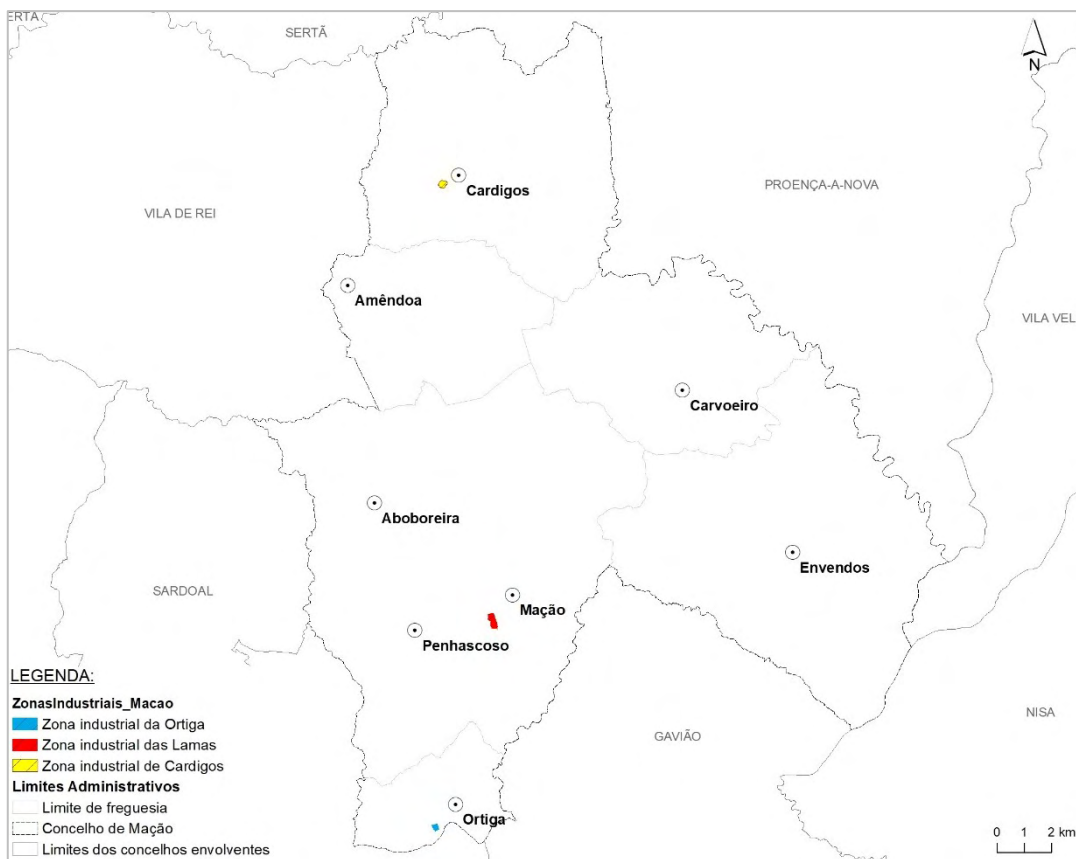 ERTA
SERTÃ
N
Cardigos
PROENÇA-A-NOVA
VILA DE REI
Amêndoa
VILA VEL
Carvoeiro
Aboboreira
Envendos
SARDOAL
Mação
Penhascoso
LEGENDA:
ZonasIndustriais_Macao
Zona industrial da Ortiga
Zona industrial das Lamas
Zona industrial de Cardigos
Limites Administrativos
Limite de freguesia
Concelho de Mação
Limites dos concelhos envolventes
NISA
GAVIÃO
Ortiga
0 1 2 km